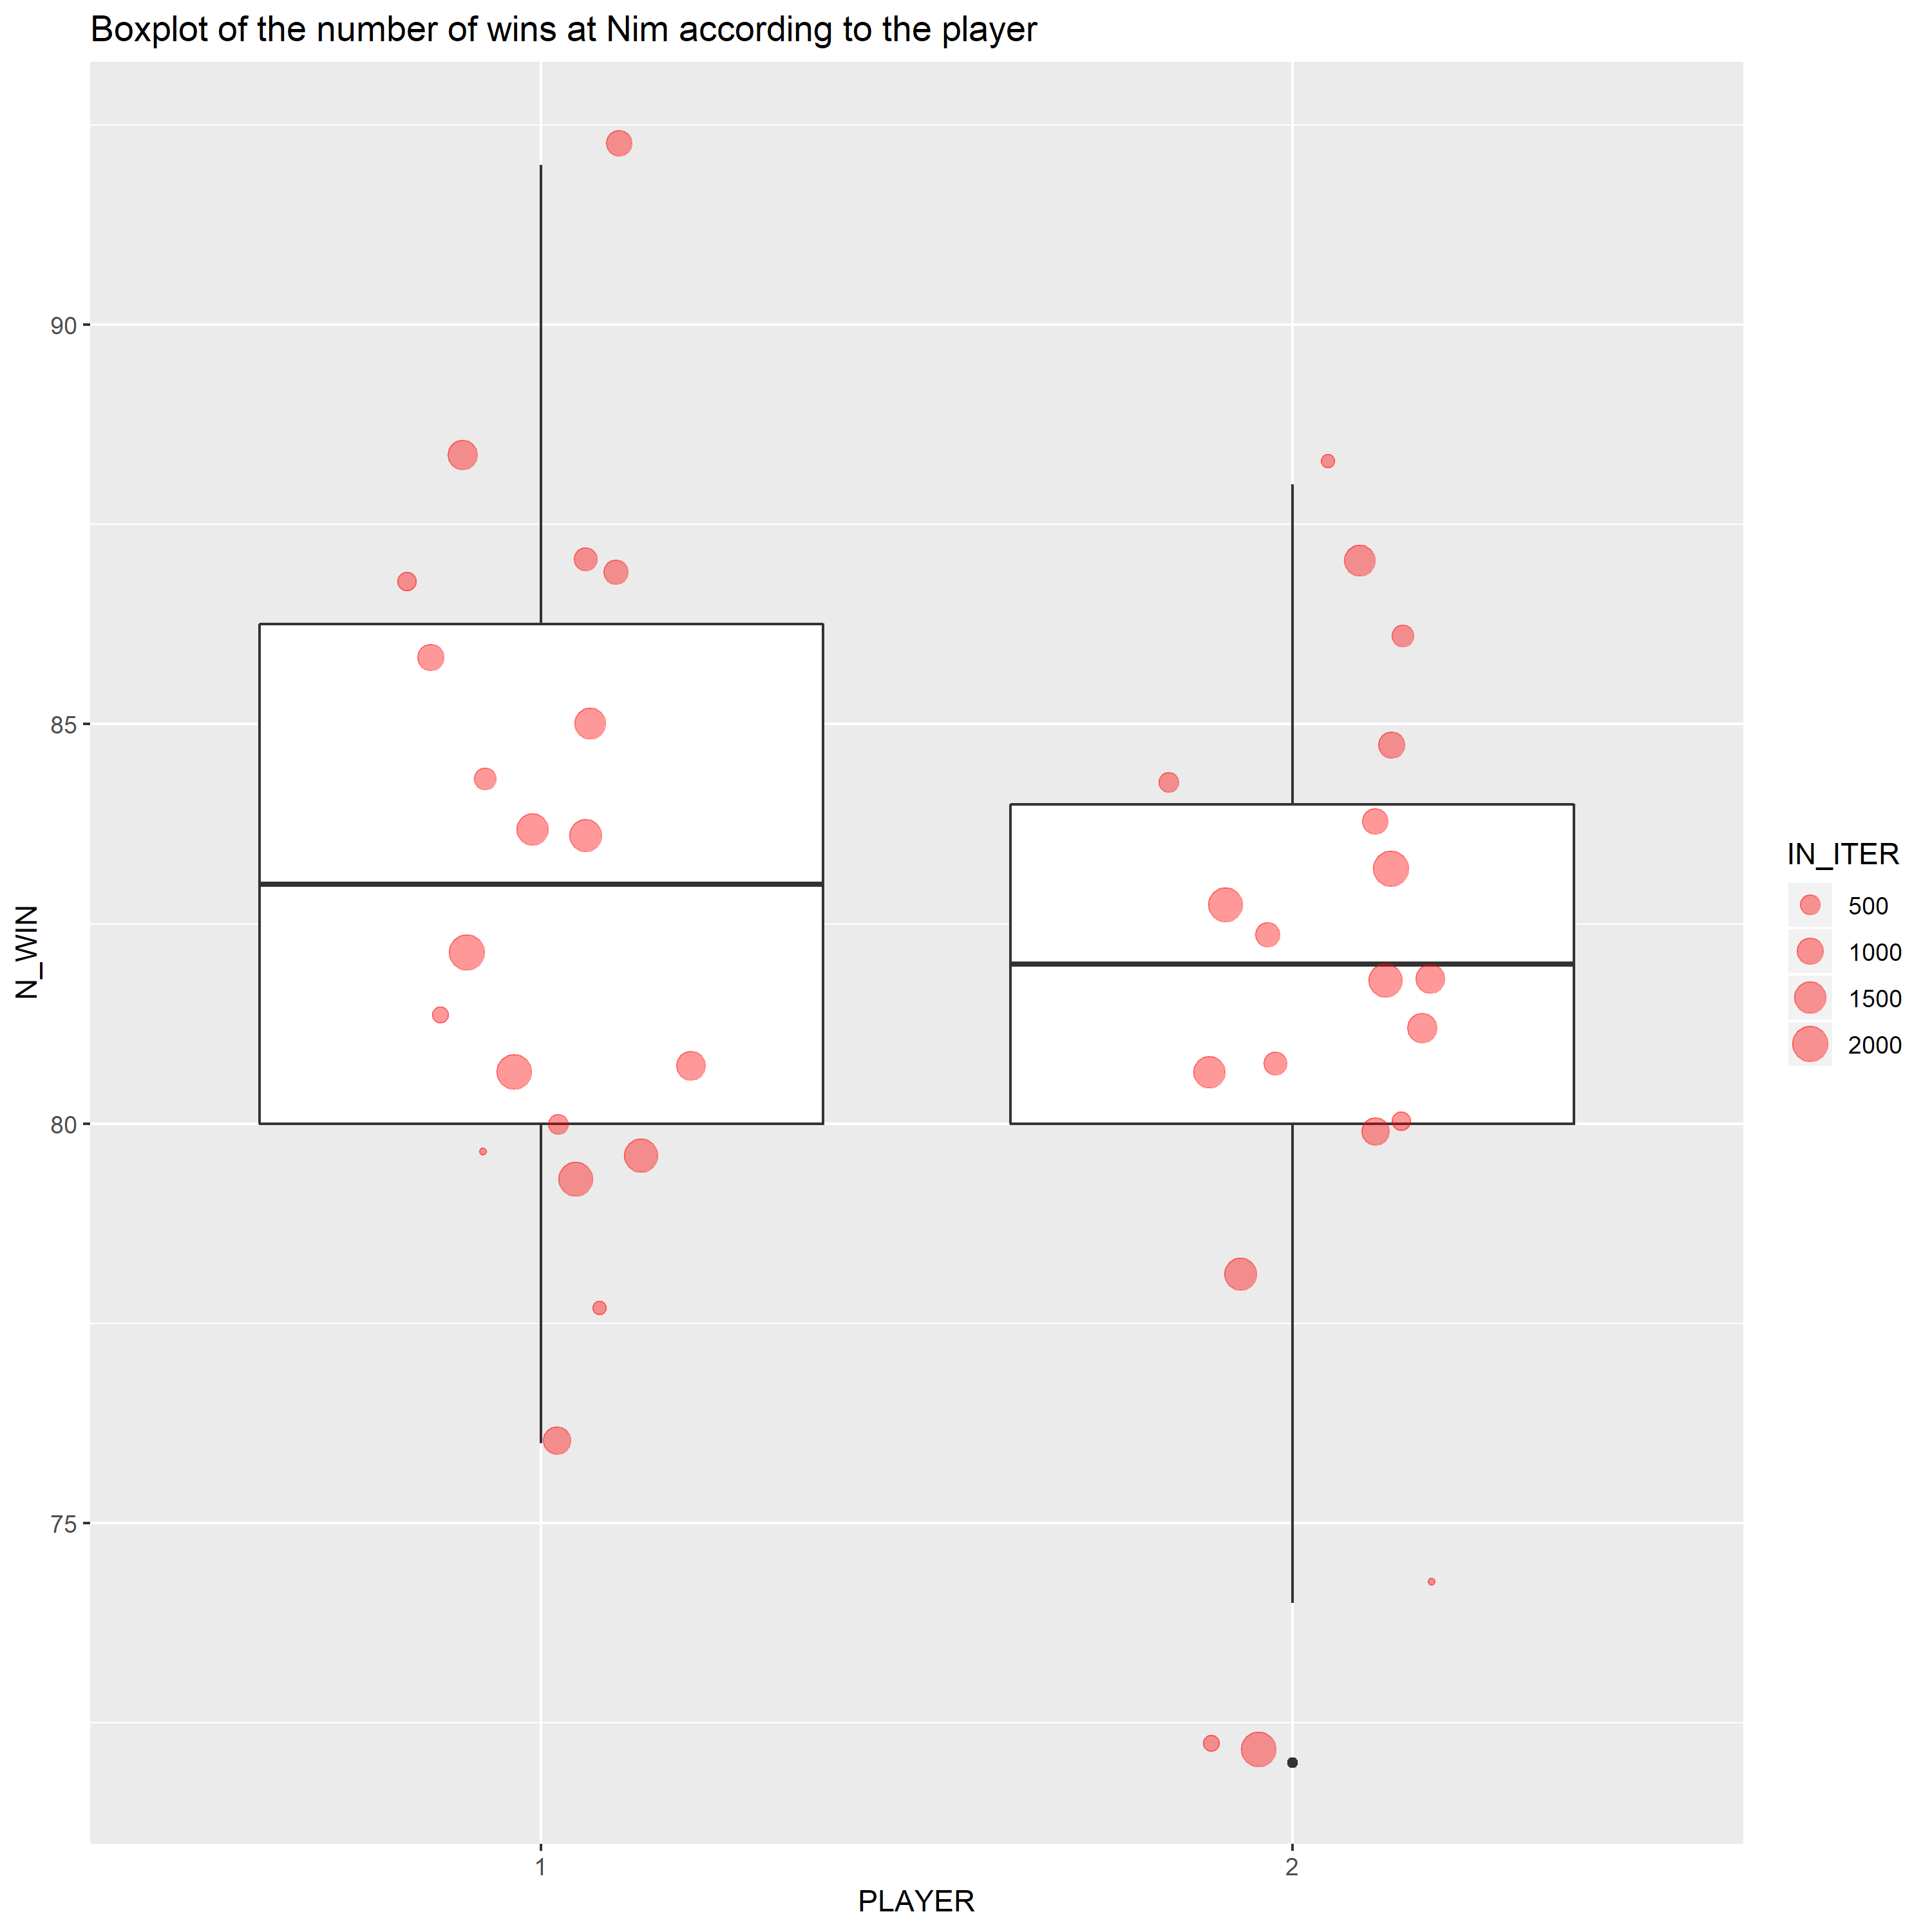 Boxplot of the number of wins at Nim according to the player
N_WIN
90
85
80
75
1
2
PLAYER
IN_ITER
500
1000
1500
2000